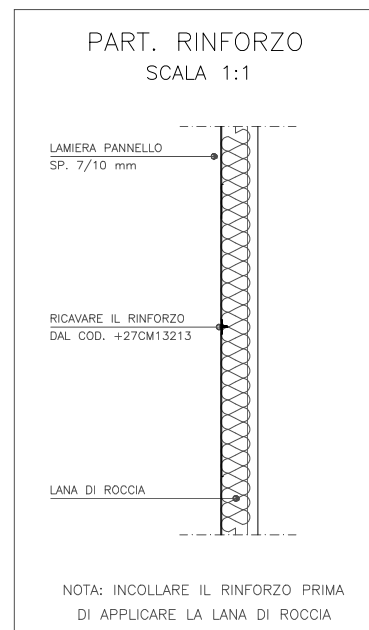 PART. RINFORZO
SCALA 1:1
LAMIERA PANNELLO
SP. 7/10 mm
RICAVARE IL RINFORZO
DAL COD. +27CM13213
LANA DI ROCCIA
NOTA: INCOLLARE IL RINFORZO PRIMA
DI APPLICARE LA LANA DI ROCCIA